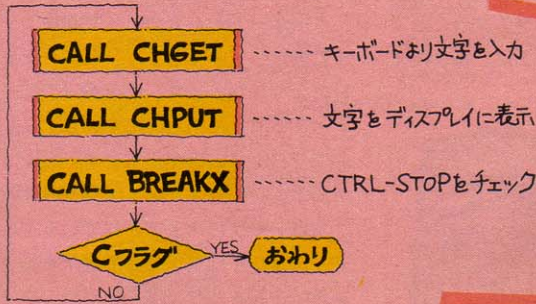 CALL CHGET …… キーボードより文字を入力
CALL CHPUT …… 文字をディスプレイに表示
CALL BREAKX …… CTRL-STOPをチェック
Cフラグ YES おわり
NO